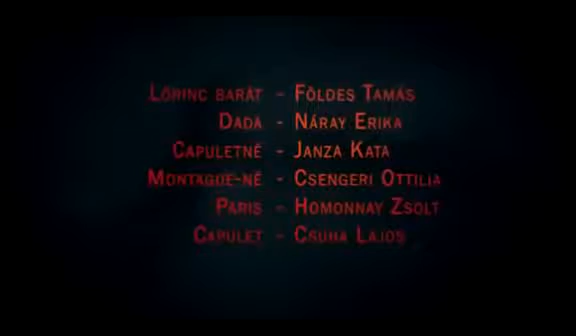 Lőrinc barát - Földes Tamás
Dada - Náray Erika
Capuletné - Janza Kata
Montague-né - Csengeri Ottilia
Páris - Homonnay Zsolt
Capulet - Csuha Lajos